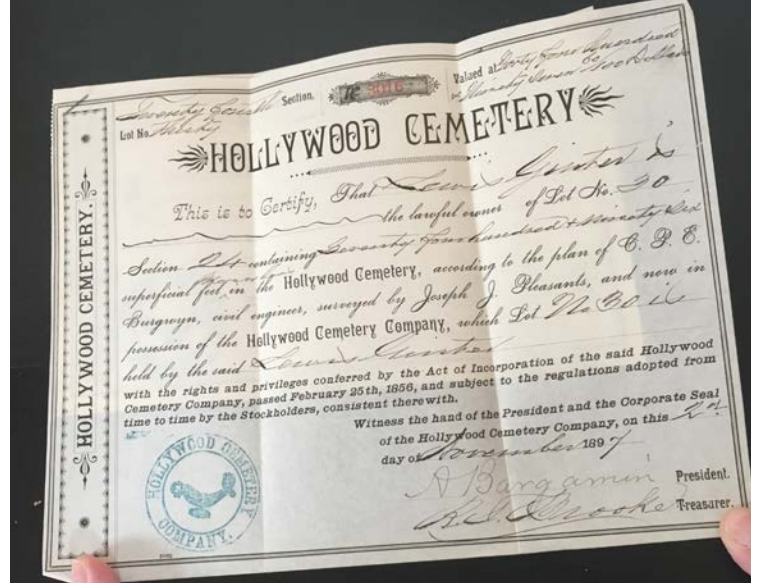 Twenty Fourth Section. № 3016 Valued at Forty Four Hundred
Lot No. Thirty & Ninety Seven 60/100 Dollars
HOLLYWOOD CEMETERY
This is to Certify, That Lewis Ginter is
the lawful owner of Lot No. 30
Section 24 containing Seventy four hundred & Ninety Six
superficial feet, in the Hollywood Cemetery, according to the plan of C. P. E.
Burgwyn, civil engineer, surveyed by Joseph J. Pleasants, and now in
possession of the Hollywood Cemetery Company, which Lot No 30 is
held by the said Lewis Ginter
with the rights and privileges conferred by the Act of Incorporation of the said Hollywood
Cemetery Company, passed February 25th, 1856, and subject to the regulations adopted from
time to time by the Stockholders, consistent therewith.
Witness the hand of the President and the Corporate Seal
of the Hollywood Cemetery Company, on this 2nd
day of November 1897
A Bargamin President.
Brooke Treasurer.
HOLLYWOOD CEMETERY.
HOLLYWOOD CEMETERY
COMPANY.